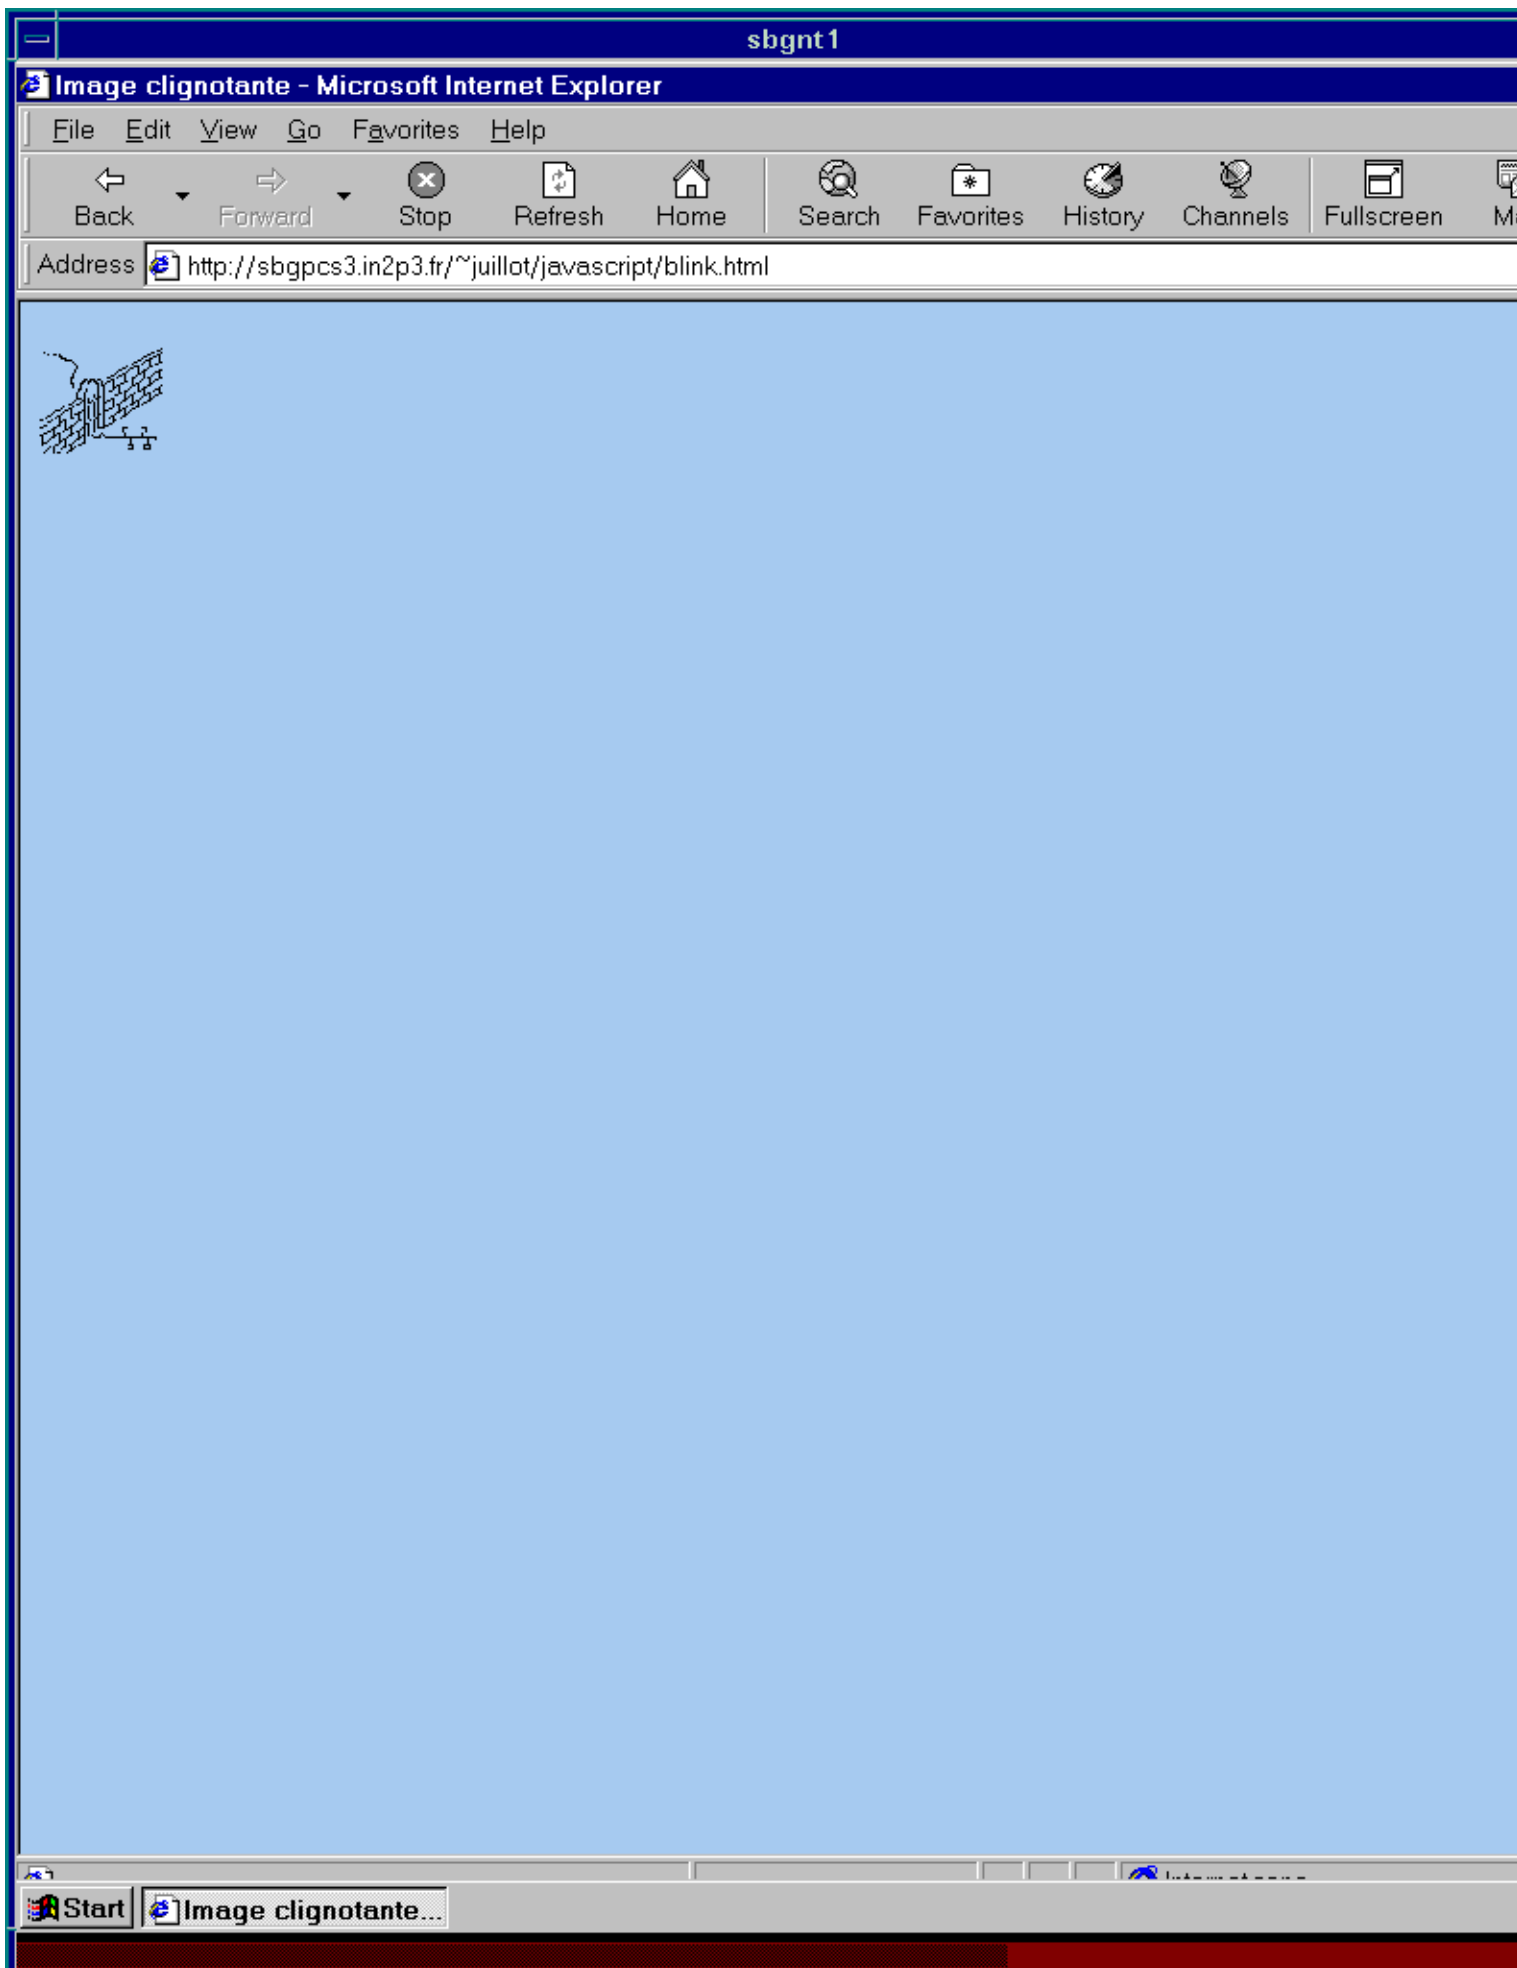 sbgnt1
Image clignotante - Microsoft Internet Explorer
File Edit View Go Favorites Help
Back Forward Stop Refresh Home Search Favorites History Channels Fullscreen
Address http://sbgpcs3.in2p3.fr/~juillot/javascript/blink.html
Start Image clignotante...